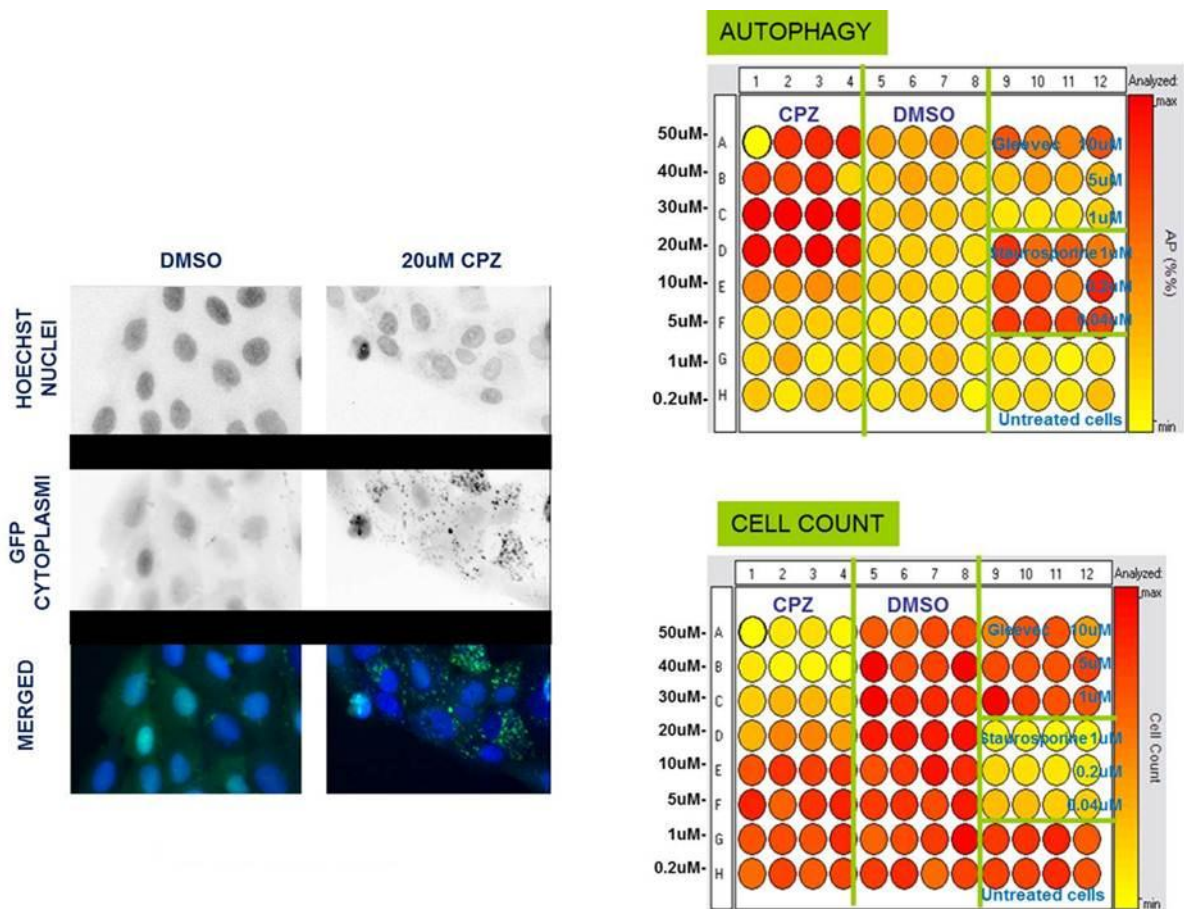 DMSO
20uM CPZ
HOECHST
NUCLEI
GFP
CYTOPLASMI
MERGED
AUTOPHAGY
1 2 3 4 5 6 7 8 9 10 11 12 Analyzed:
max
CPZ DMSO
50uM- A Gleevec 10uM
40uM- B 5uM
30uM- C 1uM
20uM- D Staurosporine 1uM
10uM- E 0.2uM
5uM- F 0.04uM
1uM- G
0.2uM- H
Untreated cells
min
AP (%%)
CELL COUNT
1 2 3 4 5 6 7 8 9 10 11 12 Analyzed:
max
CPZ DMSO
50uM- A Gleevec 10uM
40uM- B 5uM
30uM- C 1uM
20uM- D Staurosporine 1uM
10uM- E 0.2uM
5uM- F 0.04uM
1uM- G
0.2uM- H
Untreated cells
min
Cell Count